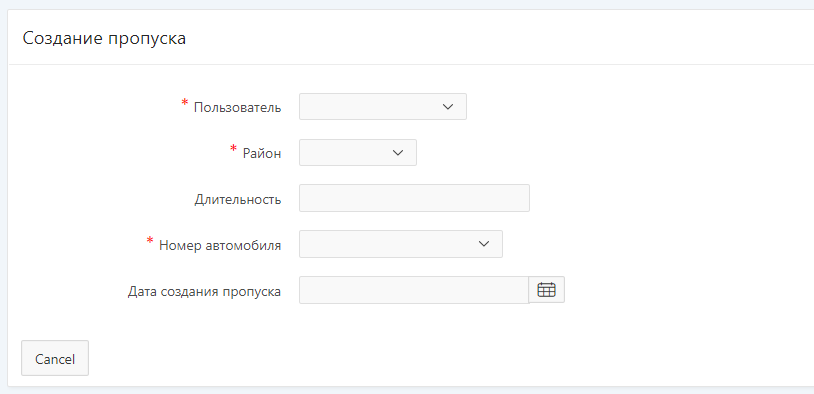 Создание пропуска
* Пользователь
* Район
Длительность
* Номер автомобиля
Дата создания пропуска
Cancel